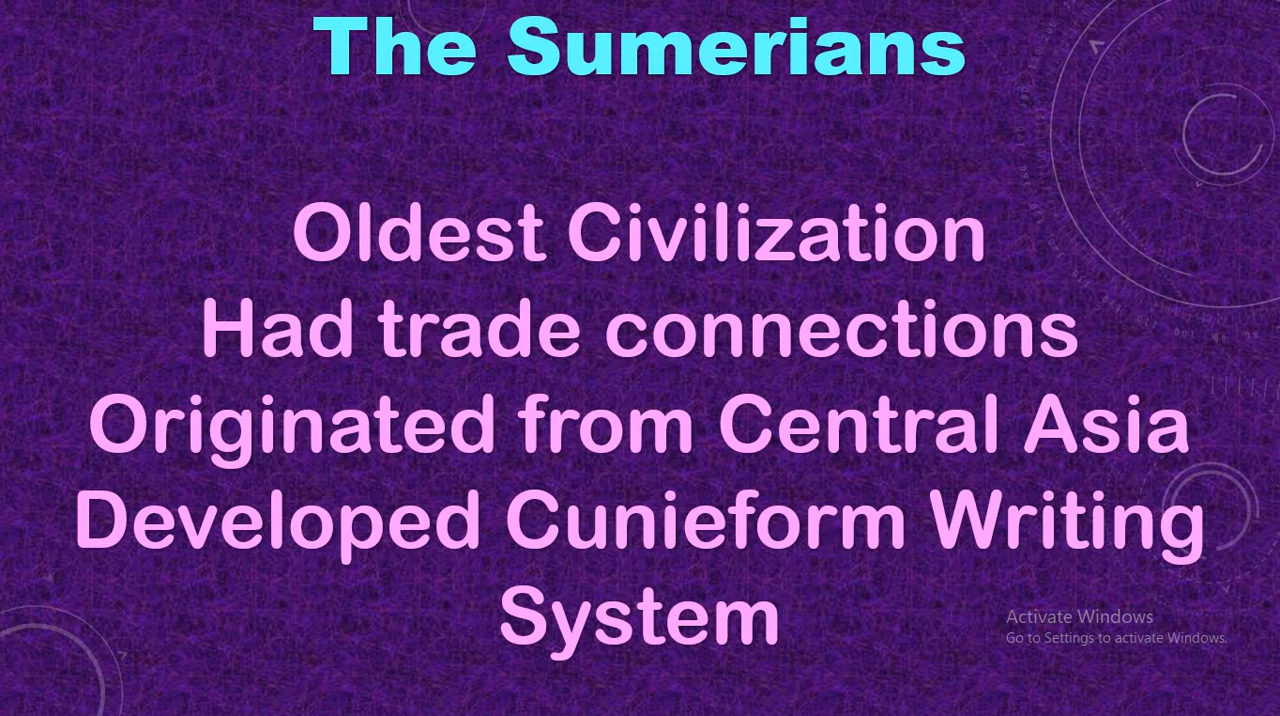 The Sumerians
Oldest Civilization
Had trade connections
Originated from Central Asia
Developed Cunieform Writing
System
Activate Windows
Go to Settings to activate Windows.